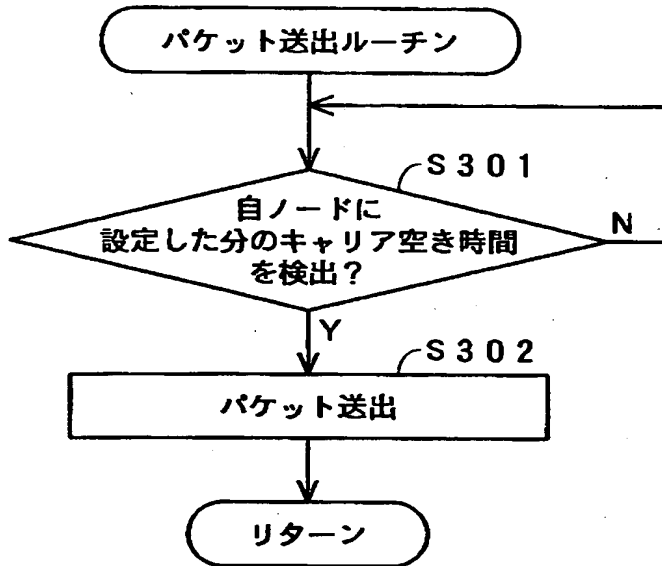 パケット送出ルーチン
S301
自ノードに
設定した分のキャリア空き時間
を検出？
N
Y
S302
パケット送出
リターン